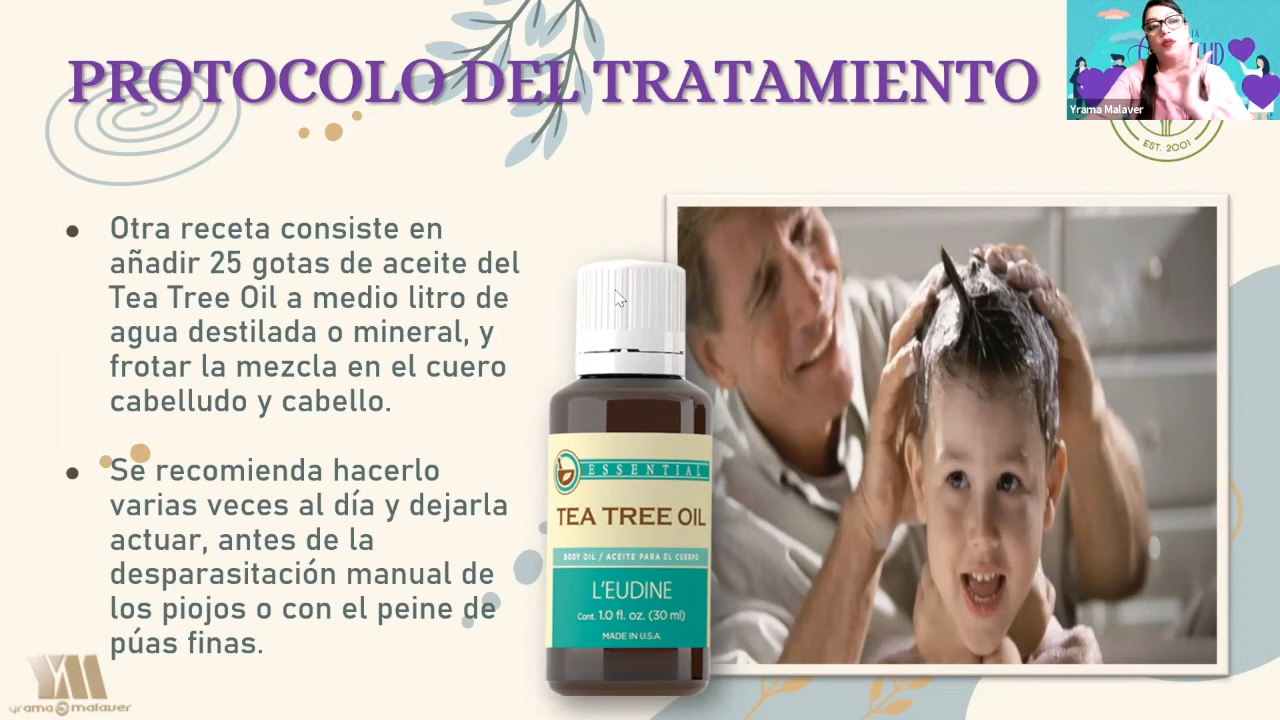 PROTOCOLO DEL TRATAMIENTO
Yrama Malaver
EST. 2001
Otra receta consiste en
añadir 25 gotas de aceite del
Tea Tree Oil a medio litro de
agua destilada o mineral, y
frotar la mezcla en el cuero
cabelludo y cabello.
Se recomienda hacerlo
varias veces al día y dejarla
actuar, antes de la
desparasitación manual de
los piojos o con el peine de
púas finas.
ESSENTIAL
TEA TREE OIL
BODY OIL / ACEITE PARA EL CUERPO
L'EUDINE
Cont. 1.0 fl. oz. (30 ml)
MADE IN U.S.A.
YM
yrama malaver